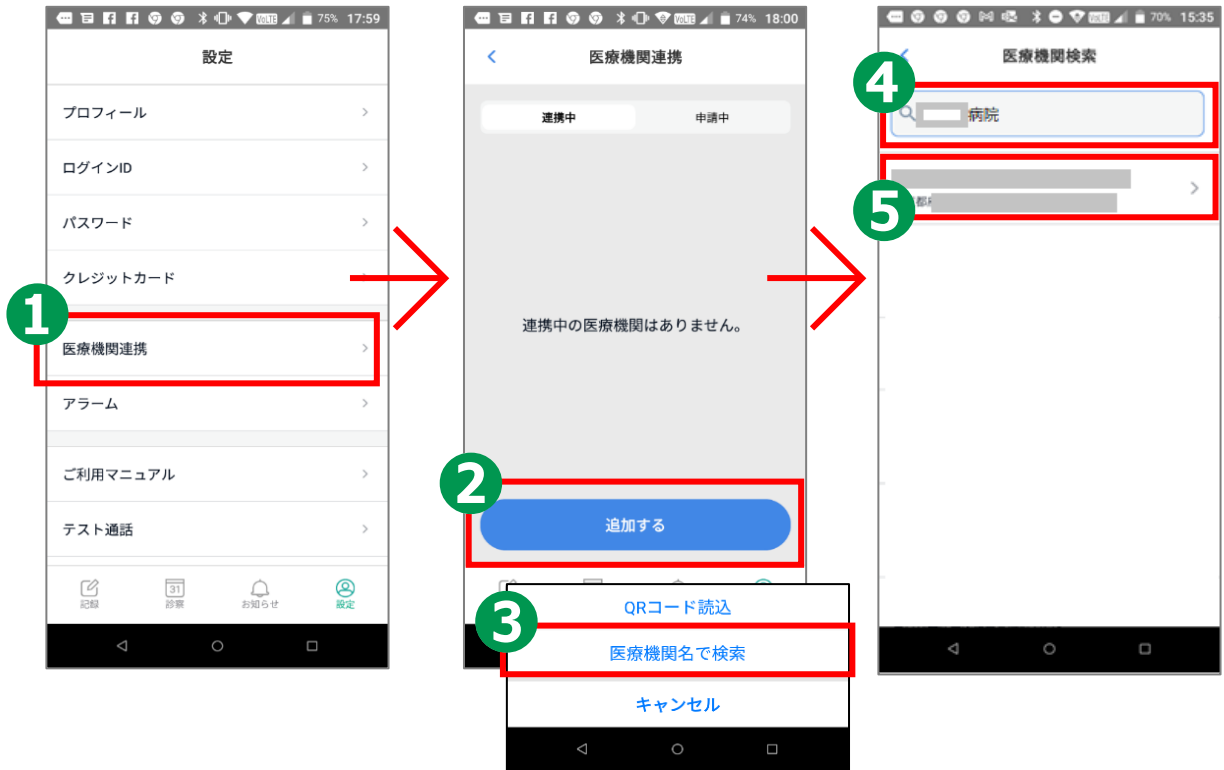 75% 17:59
設定
プロフィール
ログインID
パスワード
クレジットカード
1
医療機関連携
アラーム
ご利用マニュアル
テスト通話
記録
31
診察
お知らせ
設定
VoLTE 74% 18:00
医療機関連携
連携中
申請中
連携中の医療機関はありません。
2
追加する
QRコード読込
3
医療機関名で検索
キャンセル
70% 15:35
医療機関検索
4
病院
5
都